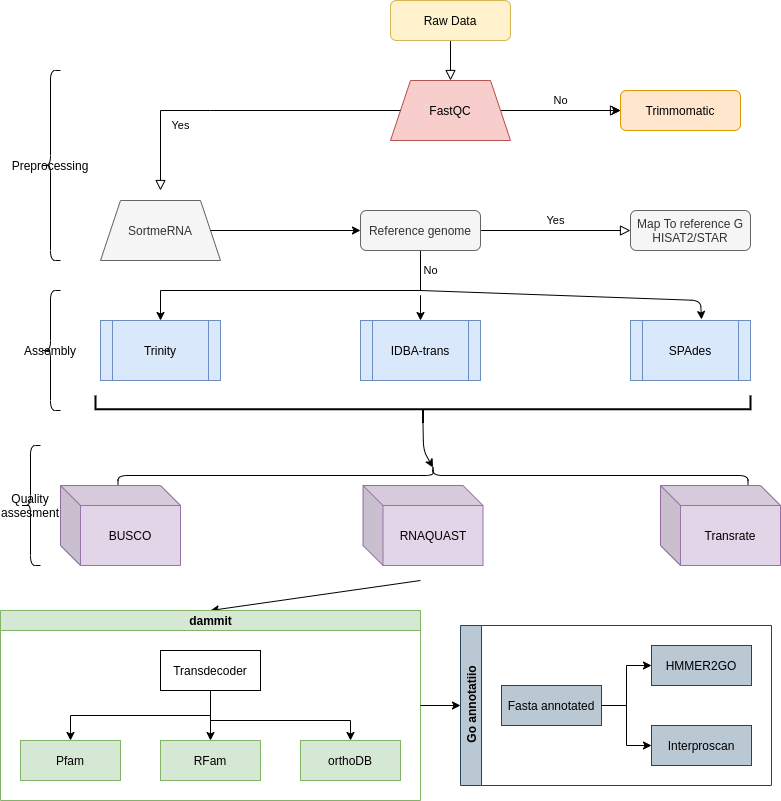 Raw Data
FastQC
No
Trimmomatic
Yes
Preprocessing
SortmeRNA
Reference genome
Yes
Map To reference G
HISAT2/STAR
No
Assembly
Trinity
IDBA-trans
SPAdes
Quality
assesment
BUSCO
RNAQUAST
Transrate
dammit
Transdecoder
Pfam
RFam
orthoDB
Go annotatiio
Fasta annotated
HMMER2GO
Interproscan